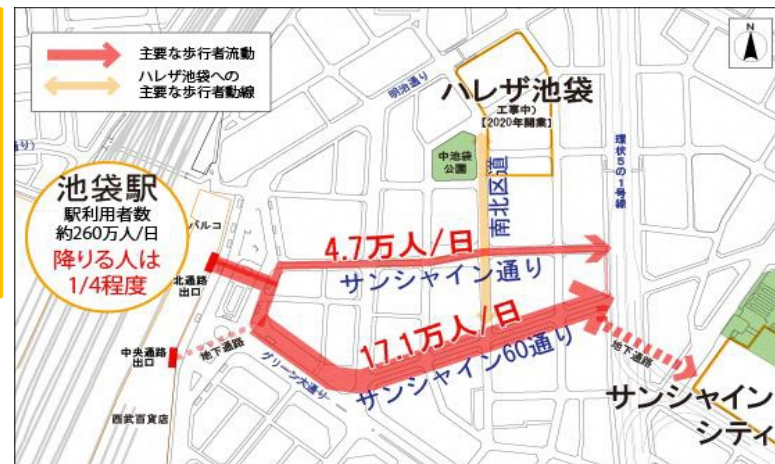 主要な歩行者流動
ハレザ池袋への
主要な歩行者動線
N
明治通り
ハレザ池袋
工事中)
【2020年開業】
中池袋
公園
南北区道
環状5の1号線
通り)
池袋駅
駅利用者数
約260万人/日
降りる人は
1/4程度
パルコ
北通路
出口
4.7万人/日
サンシャイン通り
17.1万人/日
サンシャイン60通り
中央通路
出口
地下通路
グリーン大通り
地下通路
西武百貨店
サンシャイン
シティ